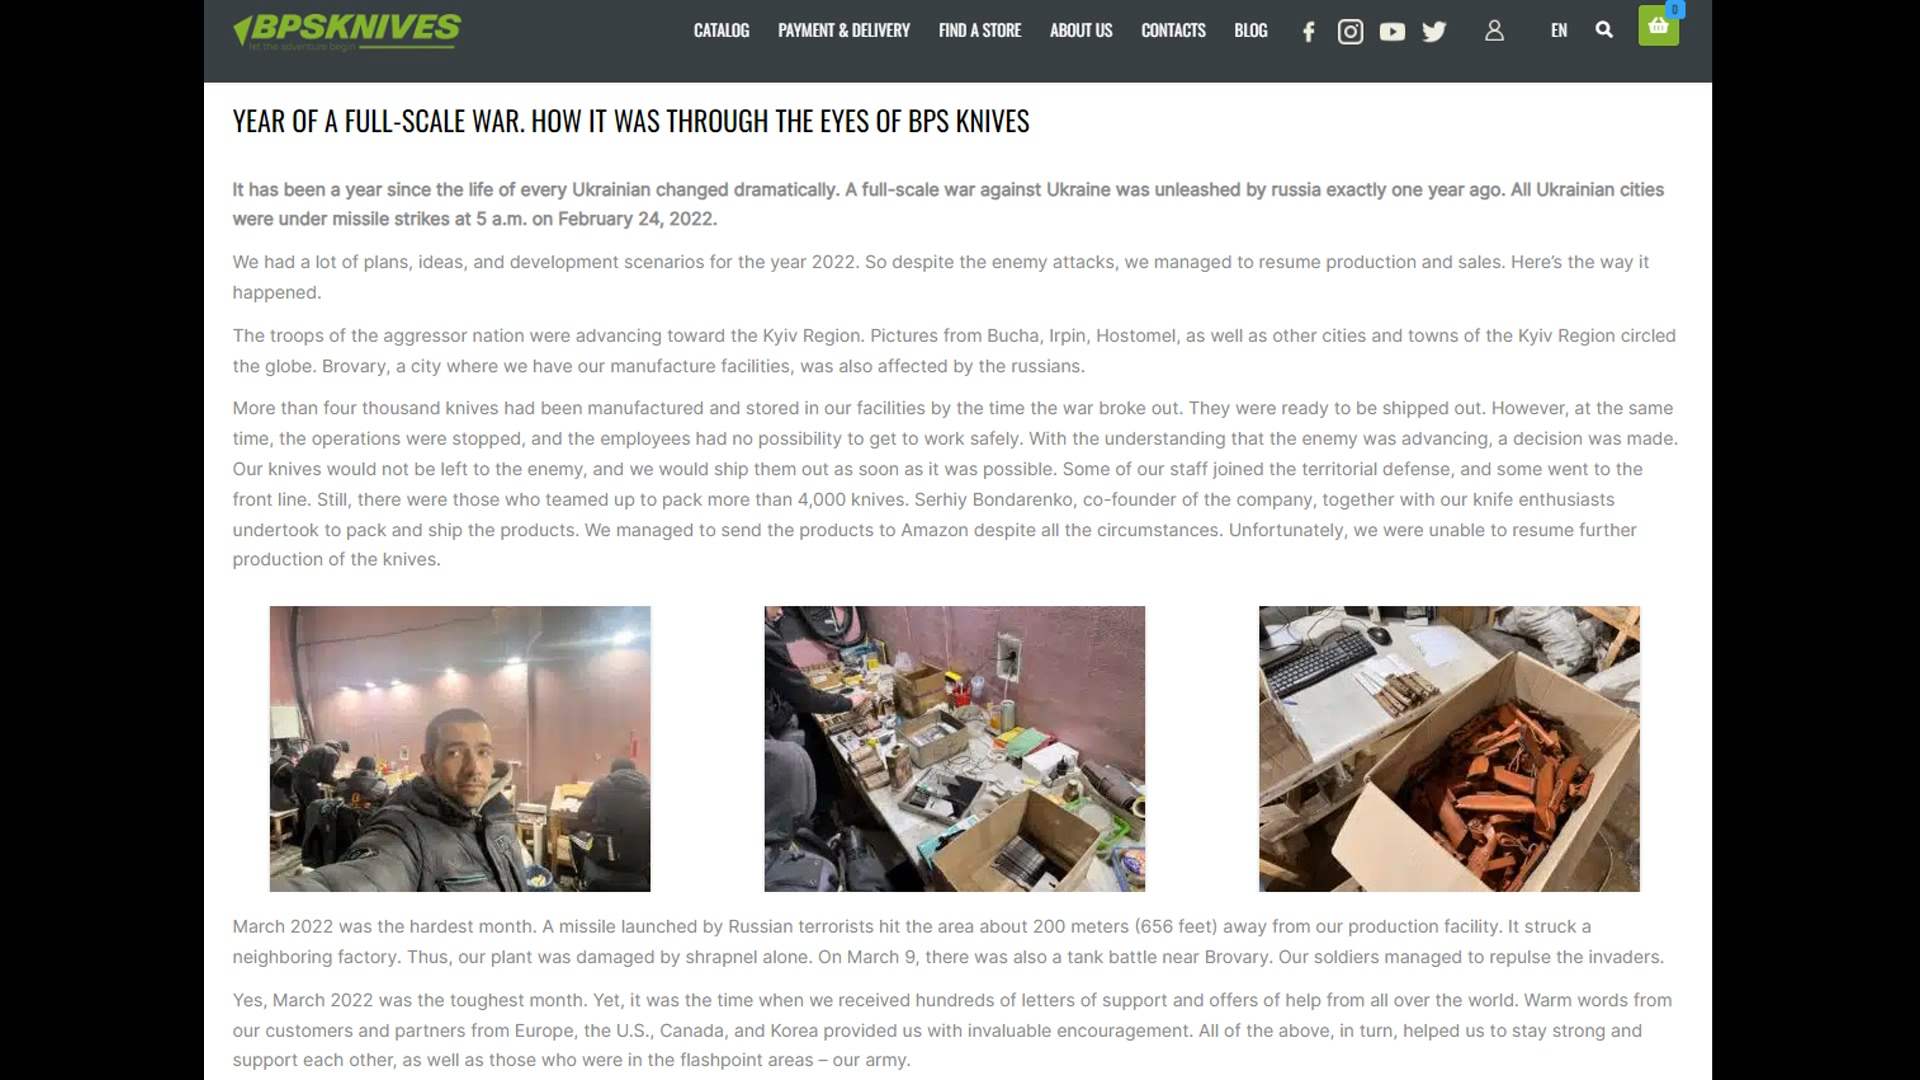 BPSKNIVES
let the adventure begin
CATALOG PAYMENT & DELIVERY FIND A STORE ABOUT US CONTACTS BLOG EN 0
YEAR OF A FULL-SCALE WAR. HOW IT WAS THROUGH THE EYES OF BPS KNIVES
It has been a year since the life of every Ukrainian changed dramatically. A full-scale war against Ukraine was unleashed by russia exactly one year ago. All Ukrainian cities
were under missile strikes at 5 a.m. on February 24, 2022.
We had a lot of plans, ideas, and development scenarios for the year 2022. So despite the enemy attacks, we managed to resume production and sales. Here’s the way it
happened.
The troops of the aggressor nation were advancing toward the Kyiv Region. Pictures from Bucha, Irpin, Hostomel, as well as other cities and towns of the Kyiv Region circled
the globe. Brovary, a city where we have our manufacture facilities, was also affected by the russians.
More than four thousand knives had been manufactured and stored in our facilities by the time the war broke out. They were ready to be shipped out. However, at the same
time, the operations were stopped, and the employees had no possibility to get to work safely. With the understanding that the enemy was advancing, a decision was made.
Our knives would not be left to the enemy, and we would ship them out as soon as it was possible. Some of our staff joined the territorial defense, and some went to the
front line. Still, there were those who teamed up to pack more than 4,000 knives. Serhiy Bondarenko, co-founder of the company, together with our knife enthusiasts
undertook to pack and ship the products. We managed to send the products to Amazon despite all the circumstances. Unfortunately, we were unable to resume further
production of the knives.
March 2022 was the hardest month. A missile launched by Russian terrorists hit the area about 200 meters (656 feet) away from our production facility. It struck a
neighboring factory. Thus, our plant was damaged by shrapnel alone. On March 9, there was also a tank battle near Brovary. Our soldiers managed to repulse the invaders.
Yes, March 2022 was the toughest month. Yet, it was the time when we received hundreds of letters of support and offers of help from all over the world. Warm words from
our customers and partners from Europe, the U.S., Canada, and Korea provided us with invaluable encouragement. All of the above, in turn, helped us to stay strong and
support each other, as well as those who were in the flashpoint areas – our army.